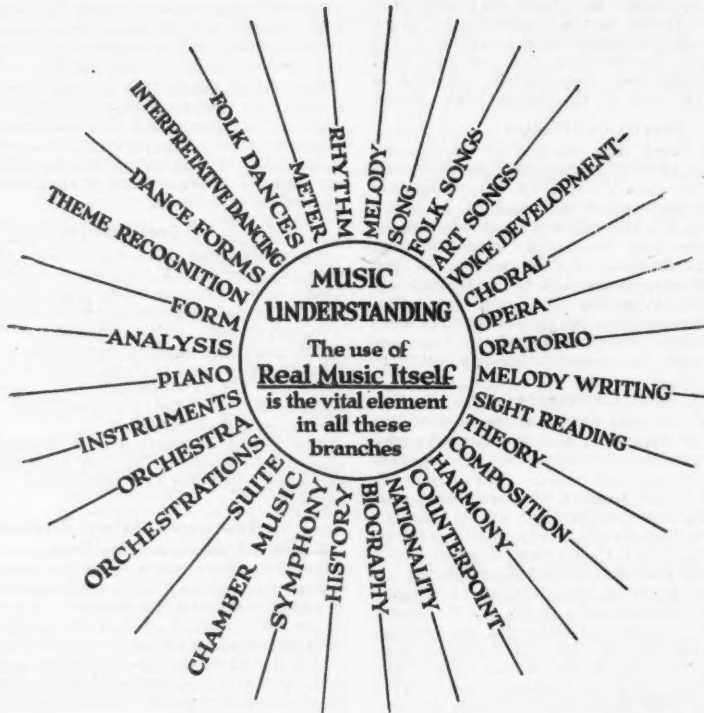 MUSIC
UNDERSTANDING
The use of
Real Music Itself
is the vital element
in all these
branches
RHYTHM
MELODY
SONG
FOLK SONGS
ART SONGS
VOICE DEVELOPMENT
CHORAL
OPERA
ORATORIO
MELODY WRITING
SIGHT READING
THEORY
COMPOSITION
HARMONY
COUNTERPOINT
NATIONALITY
BIOGRAPHY
HISTORY
SYMPHONY
CHAMBER MUSIC
SUITE
ORCHESTRATIONS
ORCHESTRA
INSTRUMENTS
PIANO
ANALYSIS
FORM
THEME RECOGNITION
DANCE FORMS
INTERPRETATIVE DANCING
FOLK DANCES
METER